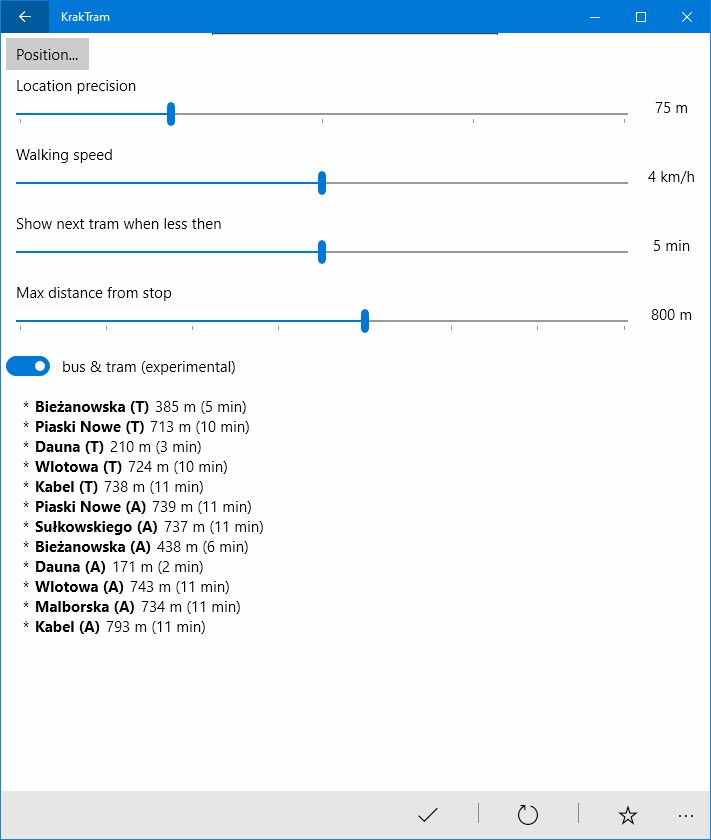 KrakTram
Position...
Location precision
75 m
Walking speed
4 km/h
Show next tram when less then
5 min
Max distance from stop
800 m
bus & tram (experimental)
* Bieżanowska (T) 385 m (5 min)
* Piaski Nowe (T) 713 m (10 min)
* Dauna (T) 210 m (3 min)
* Wlotowa (T) 724 m (10 min)
* Kabel (T) 738 m (11 min)
* Piaski Nowe (A) 739 m (11 min)
* Sułkowskiego (A) 737 m (11 min)
* Bieżanowska (A) 438 m (6 min)
* Dauna (A) 171 m (2 min)
* Wlotowa (A) 743 m (11 min)
* Malborska (A) 734 m (11 min)
* Kabel (A) 793 m (11 min)